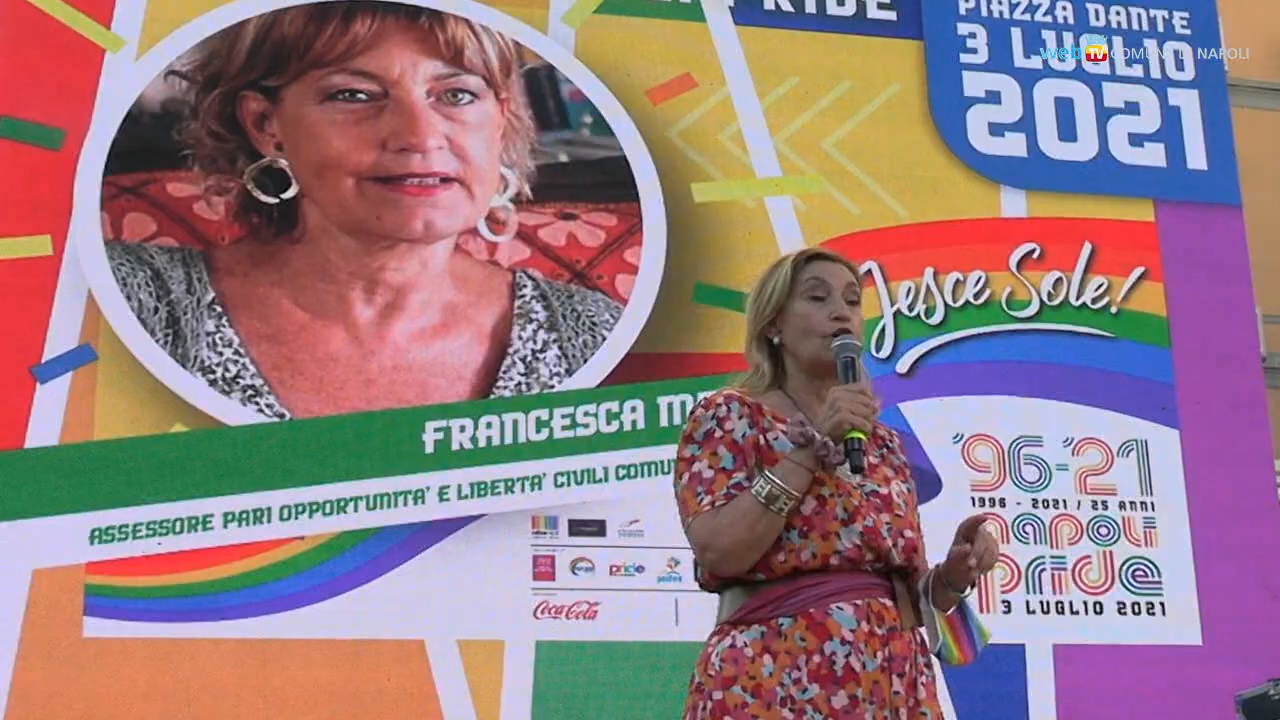 PRIDE
PIAZZA DANTE
3 LUGLIO
2021
web TV COMUNE DI NAPOLI
Jesce Sole!
FRANCESCA
ASSESSORE PARI OPPORTUNITA' E LIBERTA' CIVILI
'96-'21
1996 - 2021 / 25 ANNI
napoli
pride
3 LUGLIO 2021
pride
Coca-Cola